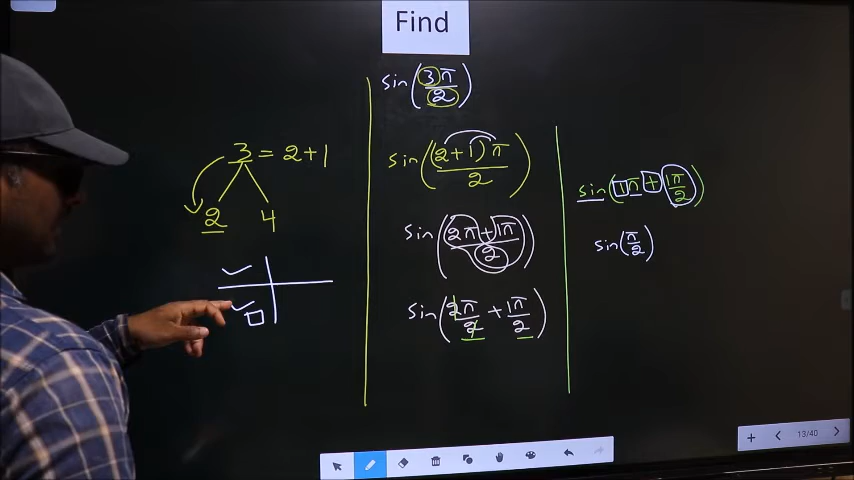 Find
3 = 2 + 1
2 4
sin(3π/2)
sin((2+1)π/2)
sin((2π+1π)/2)
sin(2π/2 + 1π/2)
sin(1π + 1π/2)
sin(π/2)
13/40